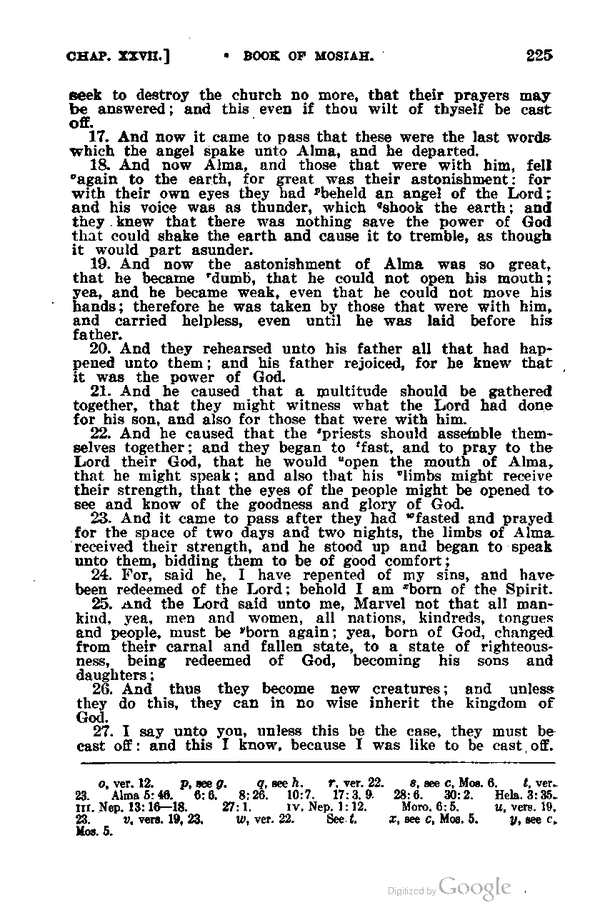 CHAP. XXVII.] • BOOK OF MOSIAH. 225
seek to destroy the church no more, that their prayers may
be answered; and this even if thou wilt of thyself be cast
off.
17. And now it came to pass that these were the last words
which the angel spake unto Alma, and he departed.
18. And now Alma, and those that were with him, fell
ᵒagain to the earth, for great was their astonishment: for
with their own eyes they had ᵖbeheld an angel of the Lord;
and his voice was as thunder, which qshook the earth; and
they knew that there was nothing save the power of God
that could shake the earth and cause it to tremble, as though
it would part asunder.
19. And now the astonishment of Alma was so great,
that he became ʳdumb, that he could not open his mouth;
yea, and he became weak, even that he could not move his
hands; therefore he was taken by those that were with him,
and carried helpless, even until he was laid before his
father.
20. And they rehearsed unto his father all that had hap-
pened unto them; and his father rejoiced, for he knew that
it was the power of God.
21. And he caused that a multitude should be gathered
together, that they might witness what the Lord had done
for his son, and also for those that were with him.
22. And he caused that the ˢpriests should assemble them-
selves together; and they began to ᵗfast, and to pray to the
Lord their God, that he would ᵘopen the mouth of Alma,
that he might speak; and also that his ᵛlimbs might receive
their strength, that the eyes of the people might be opened to
see and know of the goodness and glory of God.
23. And it came to pass after they had ʷfasted and prayed
for the space of two days and two nights, the limbs of Alma
received their strength, and he stood up and began to speak
unto them, bidding them to be of good comfort;
24. For, said he, I have repented of my sins, and have
been redeemed of the Lord; behold I am ˣborn of the Spirit.
25. And the Lord said unto me, Marvel not that all man-
kind, yea, men and women, all nations, kindreds, tongues
and people, must be ʸborn again; yea, born of God, changed
from their carnal and fallen state, to a state of righteous-
ness, being redeemed of God, becoming his sons and
daughters;
26. And thus they become new creatures; and unless
they do this, they can in no wise inherit the kingdom of
God.
27. I say unto you, unless this be the case, they must be
cast off: and this I know, because I was like to be cast off.
o, ver. 12. p, see g. q, see h. r, ver. 22. s, see c, Mos. 6. t, ver.
23. Alma 5:46. 6:6. 8:26. 10:7. 17:3, 9. 28:6. 30:2. Hela. 3:35.
III. Nep. 13:16—18. 27:1. IV. Nep. 1:12. Moro. 6:5. u, vers. 19,
23. v, vers. 19, 23. w, ver. 22. See t. x, see c, Mos. 5. y, see c,
Mos. 5.
Digitized by Google